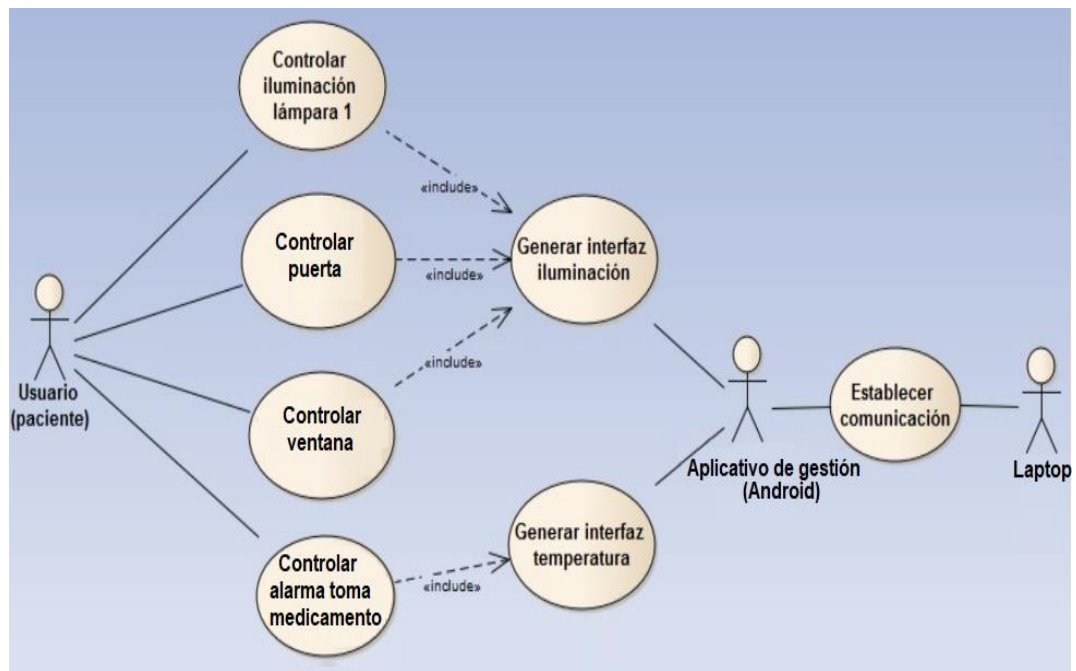 Controlar
iluminación
lámpara 1
«include»
Controlar
puerta
«include»
Generar interfaz
iluminación
«include»
Usuario
(paciente)
Controlar
ventana
Establecer
comunicación
Aplicativo de gestión
(Android)
Laptop
Generar interfaz
temperatura
Controlar
alarma toma
medicamento
«include»